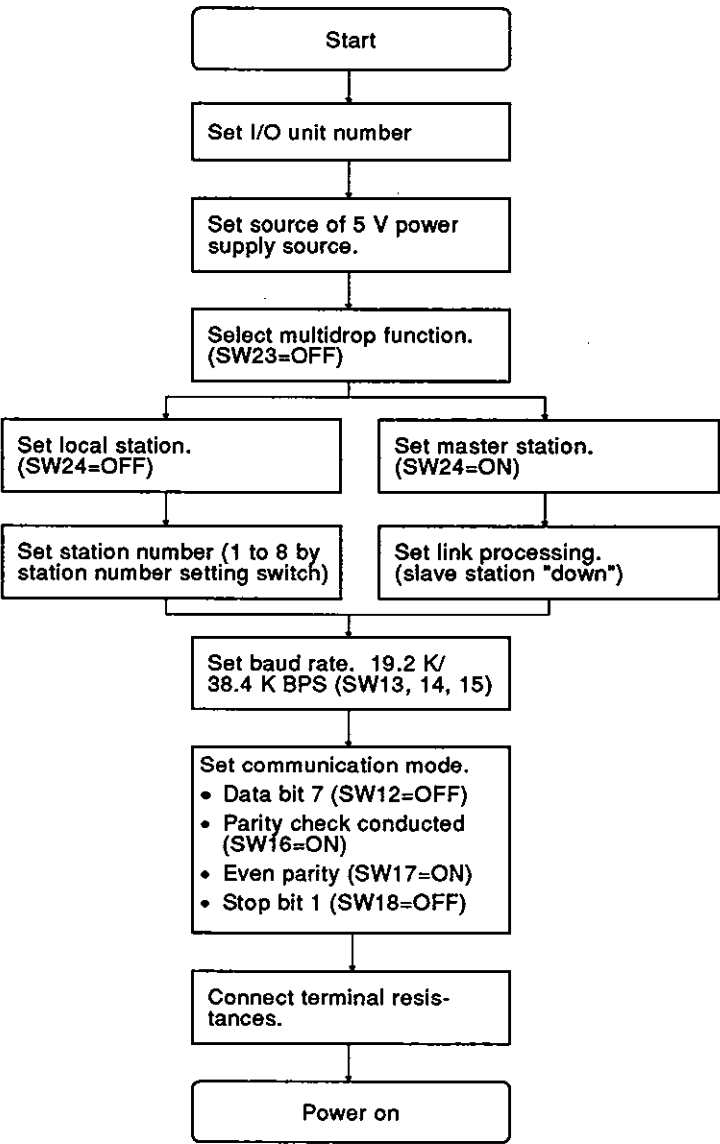 Start
Set I/O unit number
Set source of 5 V power
supply source.
Select multidrop function.
(SW23=OFF)
Set local station.
(SW24=OFF)
Set master station.
(SW24=ON)
Set station number (1 to 8 by
station number setting switch)
Set link processing.
(slave station "down")
Set baud rate. 19.2 K/
38.4 K BPS (SW13, 14, 15)
Set communication mode.
• Data bit 7 (SW12=OFF)
• Parity check conducted
(SW16=ON)
• Even parity (SW17=ON)
• Stop bit 1 (SW18=OFF)
Connect terminal resis-
tances.
Power on